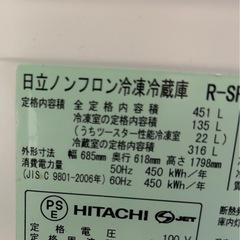 日立ノンフロン冷凍冷蔵庫 R-SF
定格内容積 全定格内容積 451 L
冷凍室の定格内容積 135 L
(うちツースター性能冷凍室 22 L)
冷蔵室の定格内容積 316 L
外形寸法 幅 685mm 奥行 618mm 高さ 1798mm
消費電力量 50Hz 450 kWh/年
(JIS C 9801-2006年) 60Hz 450 kWh/年
PS
E
HITACHI
JET
定格電圧 100 V
断熱